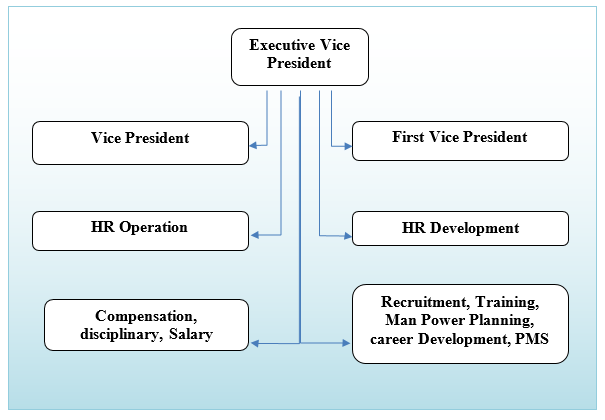 Executive Vice
President
Vice President
First Vice President
HR Operation
HR Development
Compensation,
disciplinary, Salary
Recruitment, Training,
Man Power Planning,
career Development, PMS